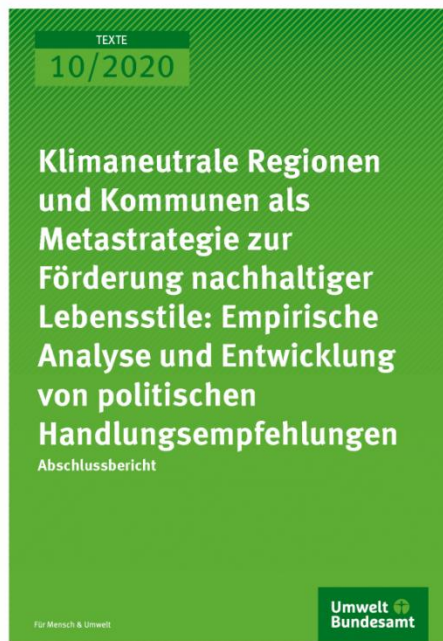 TEXTE
10/2020
Klimaneutrale Regionen
und Kommunen als
Metastrategie zur
Förderung nachhaltiger
Lebensstile: Empirische
Analyse und Entwicklung
von politischen
Handlungsempfehlungen
Abschlussbericht
Für Mensch & Umwelt
Umwelt
Bundesamt